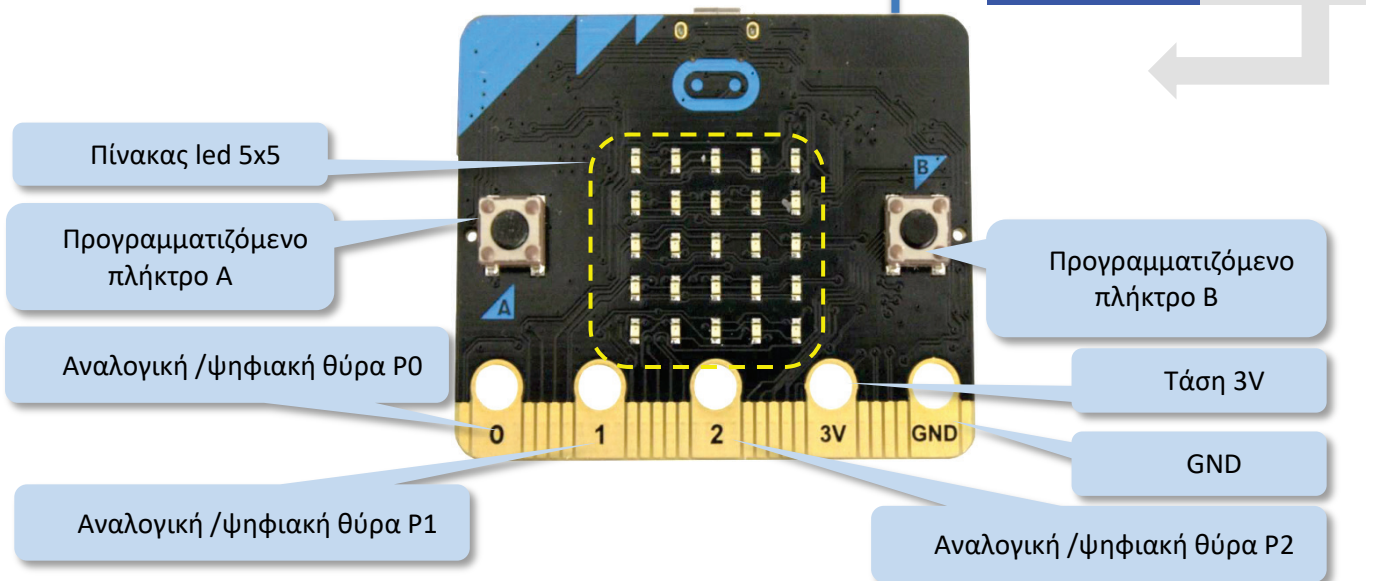 Πίνακας led 5x5
Προγραμματιζόμενο
πλήκτρο Α
Αναλογική /ψηφιακή θύρα P0
Αναλογική /ψηφιακή θύρα P1
A
B
0
1
2
3V
GND
Προγραμματιζόμενο
πλήκτρο Β
Τάση 3V
GND
Αναλογική /ψηφιακή θύρα P2